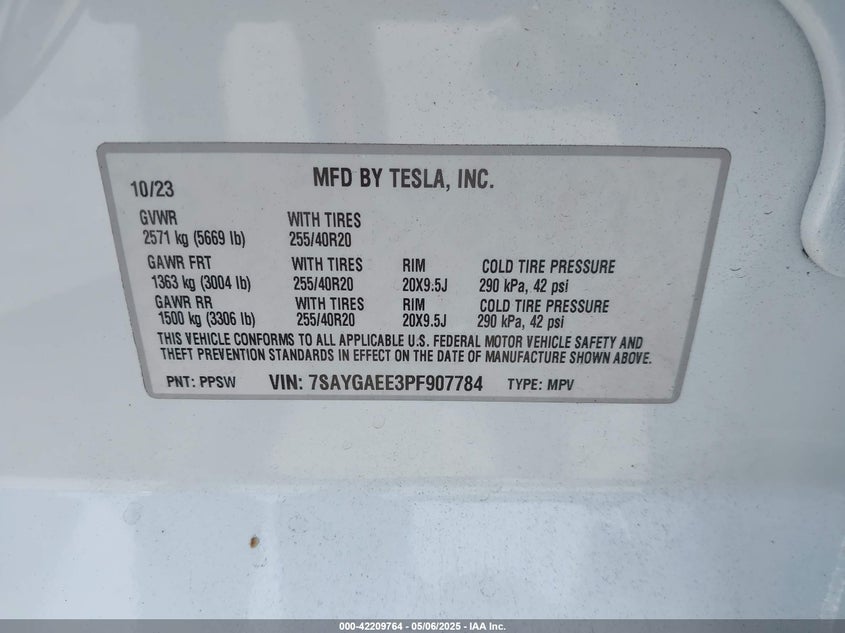 MFD BY TESLA, INC.
10/23
GVWR WITH TIRES
2571 kg (5669 lb) 255/40R20
GAWR FRT WITH TIRES RIM COLD TIRE PRESSURE
1363 kg (3004 lb) 255/40R20 20X9.5J 290 kPa, 42 psi
GAWR RR WITH TIRES RIM COLD TIRE PRESSURE
1500 kg (3306 lb) 255/40R20 20X9.5J 290 kPa, 42 psi
THIS VEHICLE CONFORMS TO ALL APPLICABLE U.S. FEDERAL MOTOR VEHICLE SAFETY AND
THEFT PREVENTION STANDARDS IN EFFECT ON THE DATE OF MANUFACTURE SHOWN ABOVE.
PNT: PPSW VIN: 7SAYGAEE3PF907784 TYPE: MPV
000-42209764 - 05/06/2025 - IAA Inc.